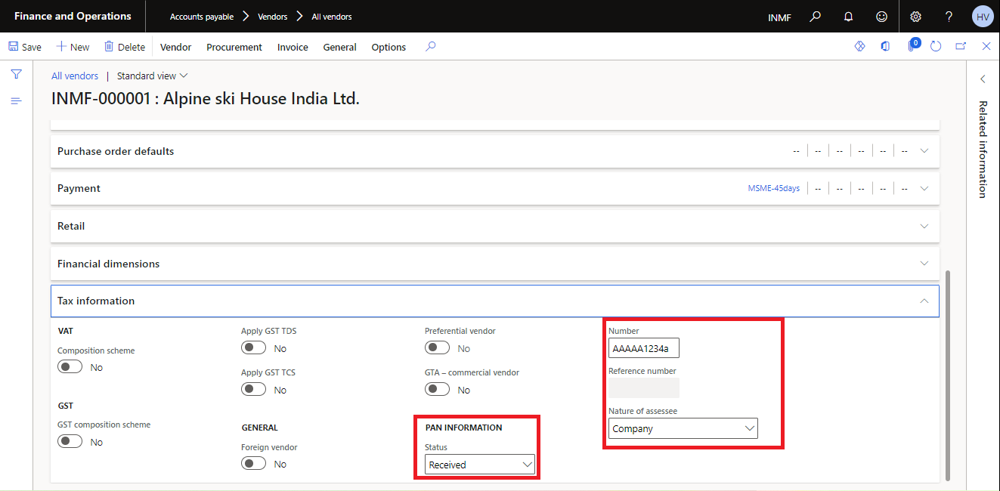 Finance and Operations
Accounts payable
Vendors
All vendors
INMF
?
HV
Save
New
Delete
Vendor
Procurement
Invoice
General
Options
0
All vendors | Standard view
INMF-000001 : Alpine ski House India Ltd.
Related information
Purchase order defaults
-- -- -- -- -- --
Payment
MSME-45days -- -- -- -- --
Retail
Financial dimensions
Tax information
VAT
Composition scheme
No
GST
GST composition scheme
No
Apply GST TDS
No
Apply GST TCS
No
GENERAL
Foreign vendor
No
Preferential vendor
No
GTA – commercial vendor
No
PAN INFORMATION
Status
Received
Number
AAAAA1234a
Reference number
Nature of assessee
Company